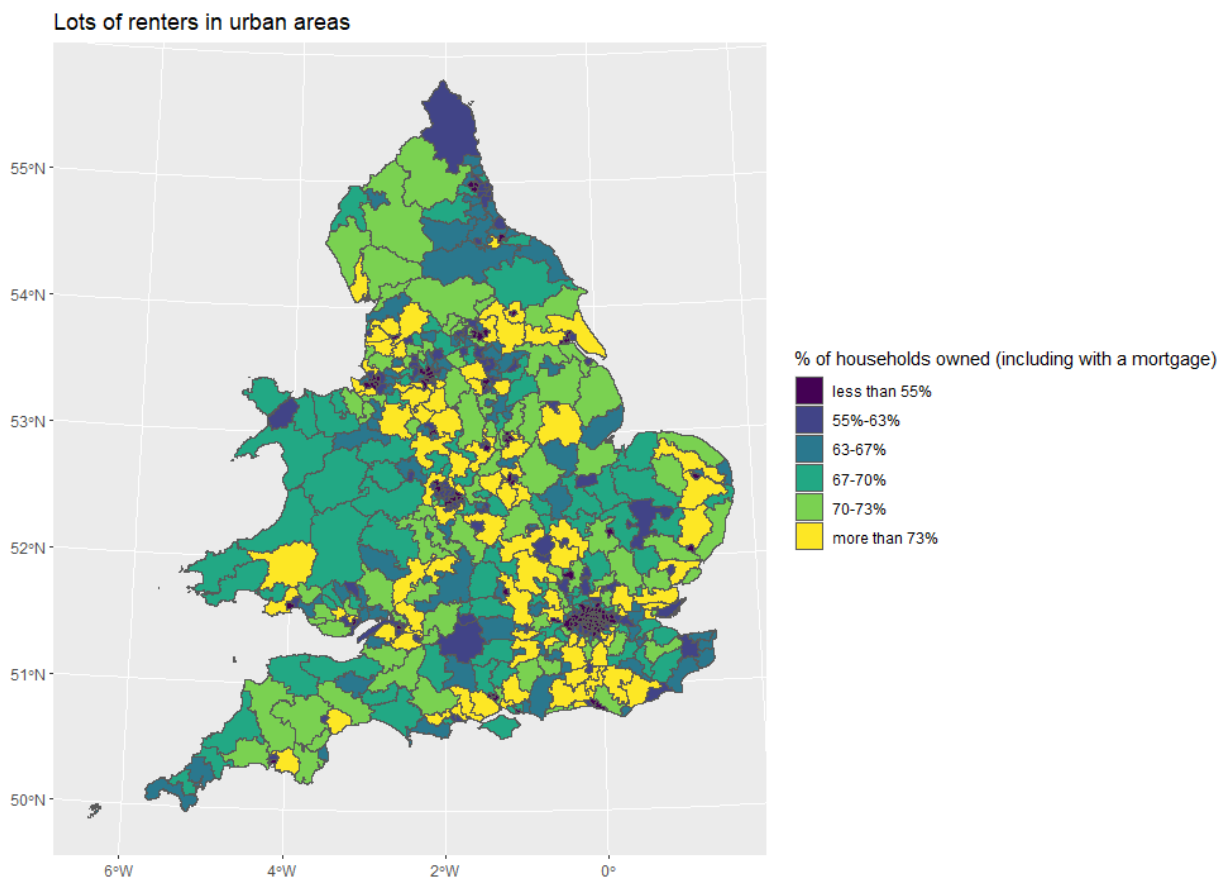 Lots of renters in urban areas
55°N
54°N
53°N
52°N
51°N
50°N
6°W
4°W
2°W
0°
% of households owned (including with a mortgage)
less than 55%
55%-63%
63-67%
67-70%
70-73%
more than 73%